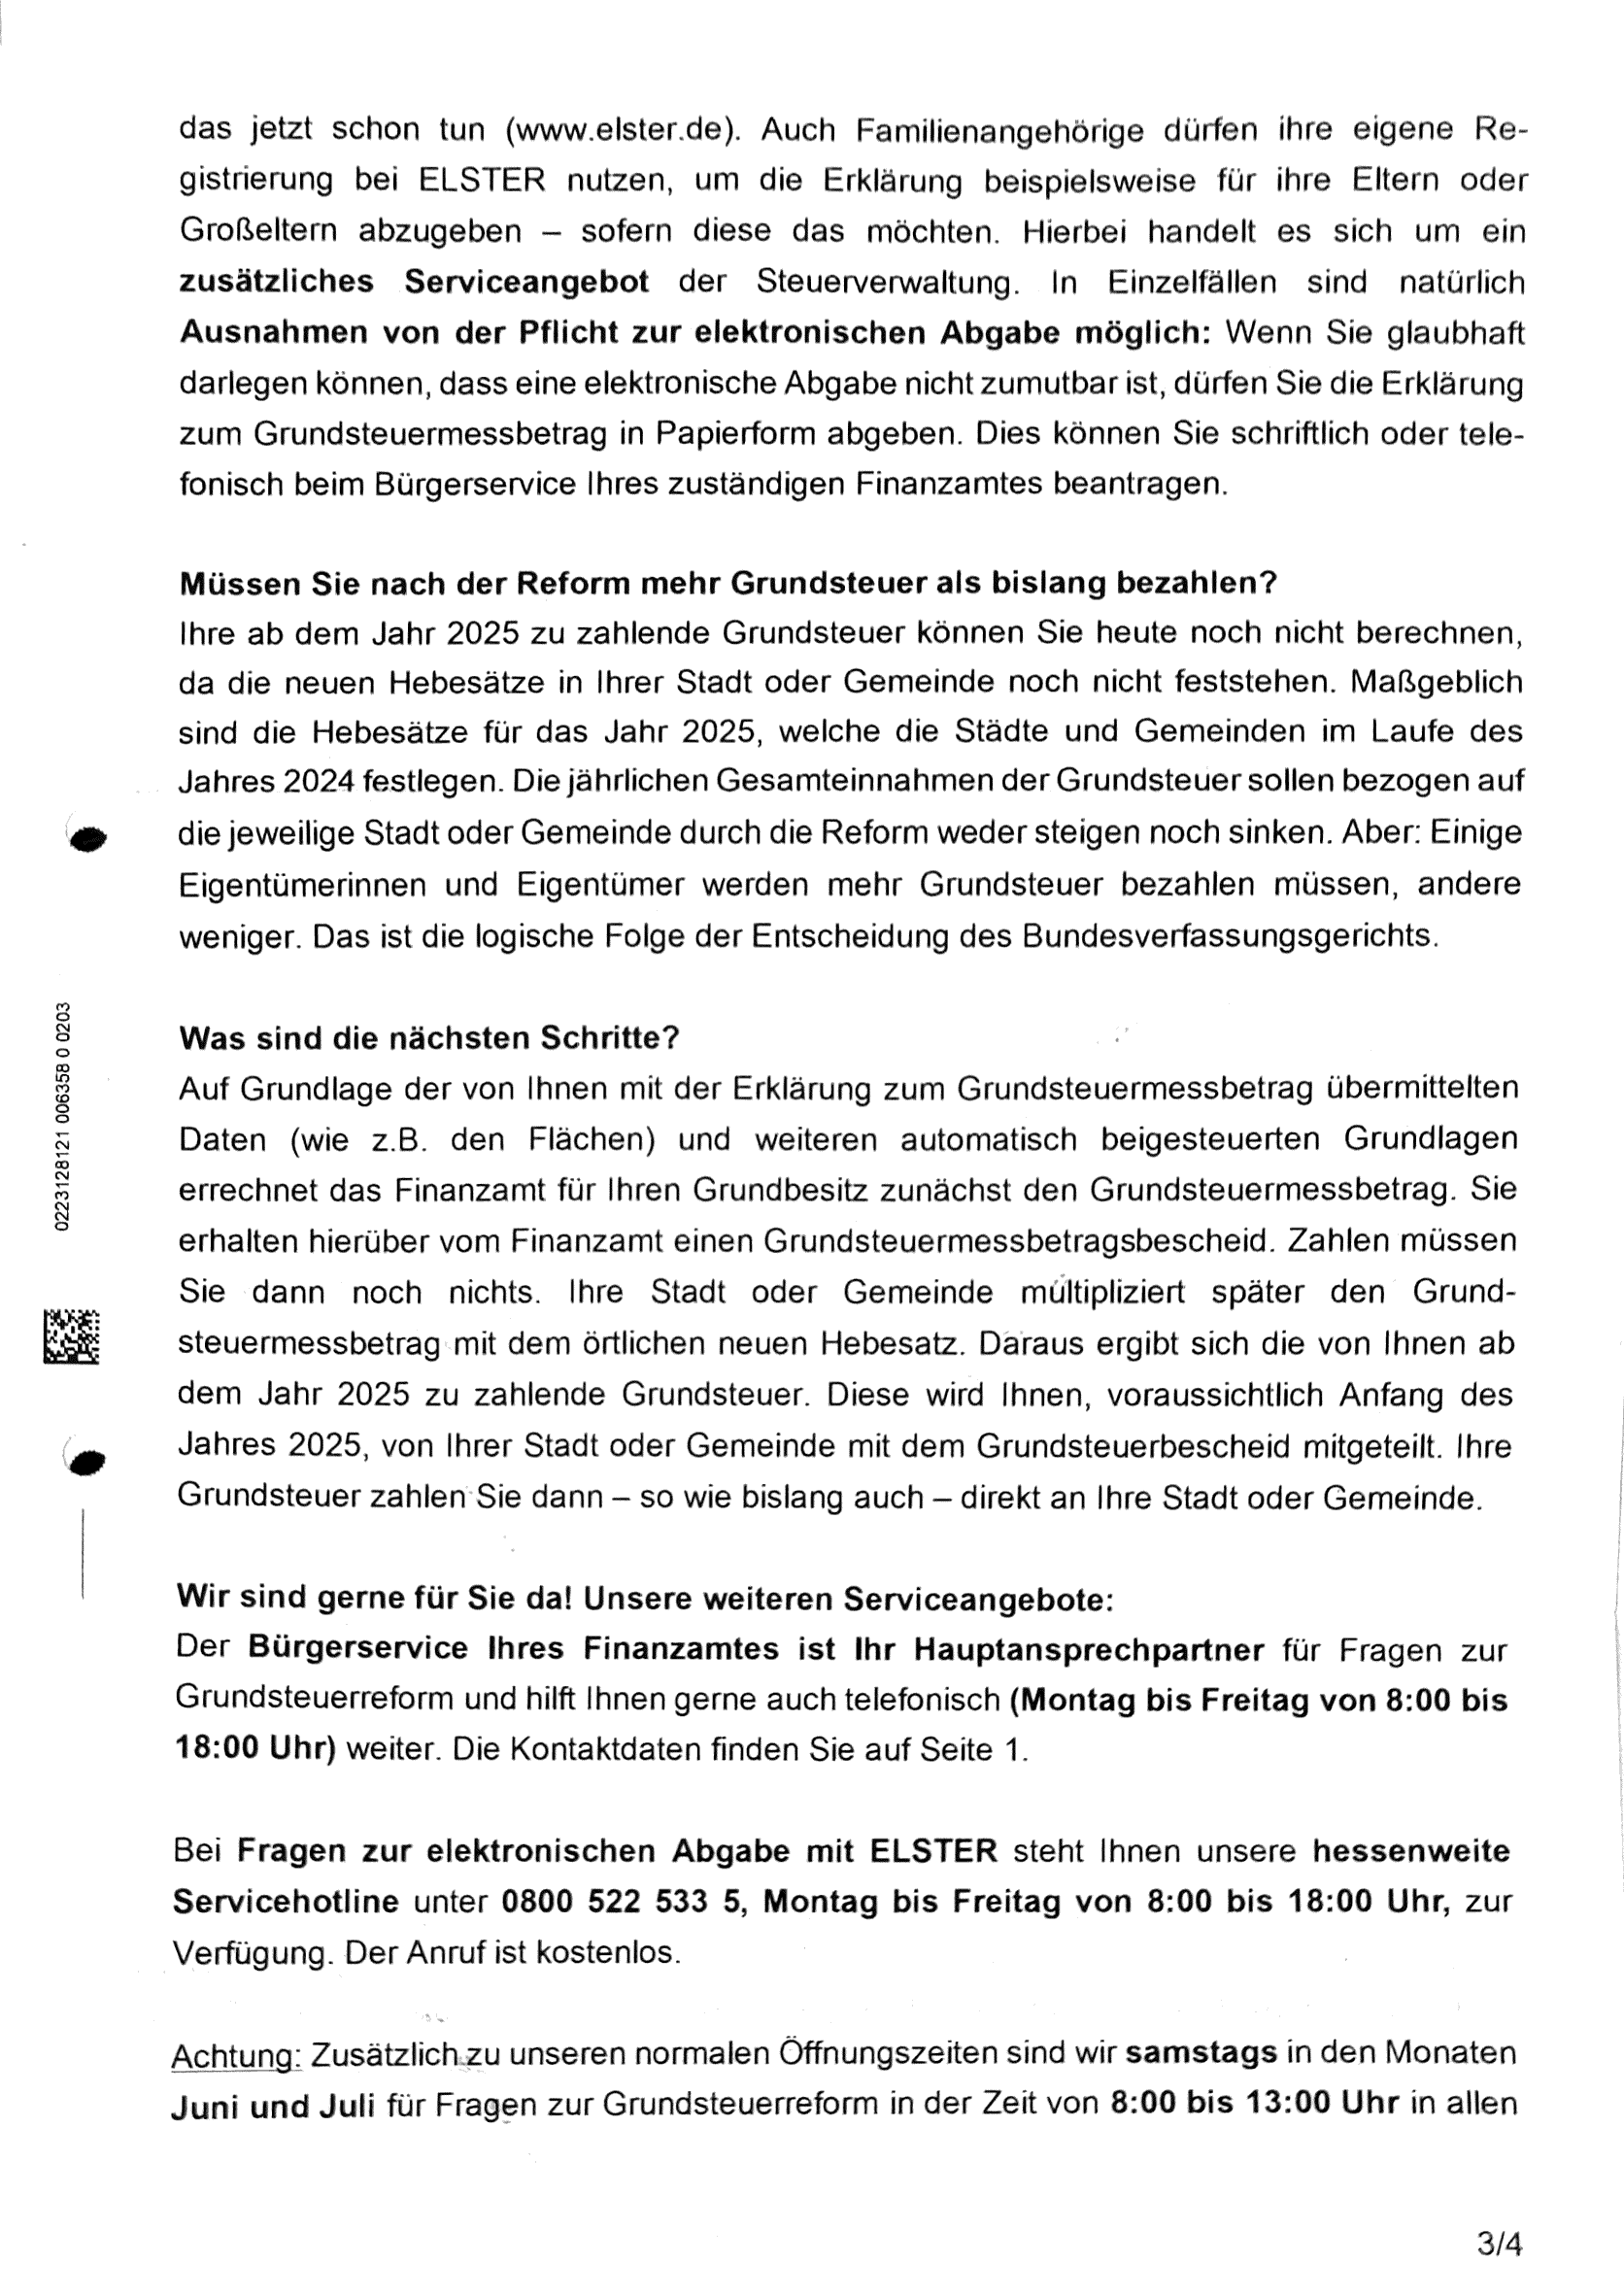 das jetzt schon tun (www.elster.de). Auch Familienangehörige dürfen ihre eigene Re-
gistrierung bei ELSTER nutzen, um die Erklärung beispielsweise für ihre Eltern oder
Großeltern abzugeben – sofern diese das möchten. Hierbei handelt es sich um ein
zusätzliches Serviceangebot der Steuerverwaltung. In Einzelfällen sind natürlich
Ausnahmen von der Pflicht zur elektronischen Abgabe möglich: Wenn Sie glaubhaft
darlegen können, dass eine elektronische Abgabe nicht zumutbar ist, dürfen Sie die Erklärung
zum Grundsteuermessbetrag in Papierform abgeben. Dies können Sie schriftlich oder tele-
fonisch beim Bürgerservice Ihres zuständigen Finanzamtes beantragen.
Müssen Sie nach der Reform mehr Grundsteuer als bislang bezahlen?
Ihre ab dem Jahr 2025 zu zahlende Grundsteuer können Sie heute noch nicht berechnen,
da die neuen Hebesätze in Ihrer Stadt oder Gemeinde noch nicht feststehen. Maßgeblich
sind die Hebesätze für das Jahr 2025, welche die Städte und Gemeinden im Laufe des
Jahres 2024 festlegen. Die jährlichen Gesamteinnahmen der Grundsteuer sollen bezogen auf
die jeweilige Stadt oder Gemeinde durch die Reform weder steigen noch sinken. Aber: Einige
Eigentümerinnen und Eigentümer werden mehr Grundsteuer bezahlen müssen, andere
weniger. Das ist die logische Folge der Entscheidung des Bundesverfassungsgerichts.
0223128121 006358 0 0203
Was sind die nächsten Schritte?
Auf Grundlage der von Ihnen mit der Erklärung zum Grundsteuermessbetrag übermittelten
Daten (wie z.B. den Flächen) und weiteren automatisch beigesteuerten Grundlagen
errechnet das Finanzamt für Ihren Grundbesitz zunächst den Grundsteuermessbetrag. Sie
erhalten hierüber vom Finanzamt einen Grundsteuermessbetragsbescheid. Zahlen müssen
Sie dann noch nichts. Ihre Stadt oder Gemeinde multipliziert später den Grund-
steuermessbetrag mit dem örtlichen neuen Hebesatz. Daraus ergibt sich die von Ihnen ab
dem Jahr 2025 zu zahlende Grundsteuer. Diese wird Ihnen, voraussichtlich Anfang des
Jahres 2025, von Ihrer Stadt oder Gemeinde mit dem Grundsteuerbescheid mitgeteilt. Ihre
Grundsteuer zahlen Sie dann – so wie bislang auch – direkt an Ihre Stadt oder Gemeinde.
Wir sind gerne für Sie da! Unsere weiteren Serviceangebote:
Der Bürgerservice Ihres Finanzamtes ist Ihr Hauptansprechpartner für Fragen zur
Grundsteuerreform und hilft Ihnen gerne auch telefonisch (Montag bis Freitag von 8:00 bis
18:00 Uhr) weiter. Die Kontaktdaten finden Sie auf Seite 1.
Bei Fragen zur elektronischen Abgabe mit ELSTER steht Ihnen unsere hessenweite
Servicehotline unter 0800 522 533 5, Montag bis Freitag von 8:00 bis 18:00 Uhr, zur
Verfügung. Der Anruf ist kostenlos.
Achtung: Zusätzlich zu unseren normalen Öffnungszeiten sind wir samstags in den Monaten
Juni und Juli für Fragen zur Grundsteuerreform in der Zeit von 8:00 bis 13:00 Uhr in allen
3/4